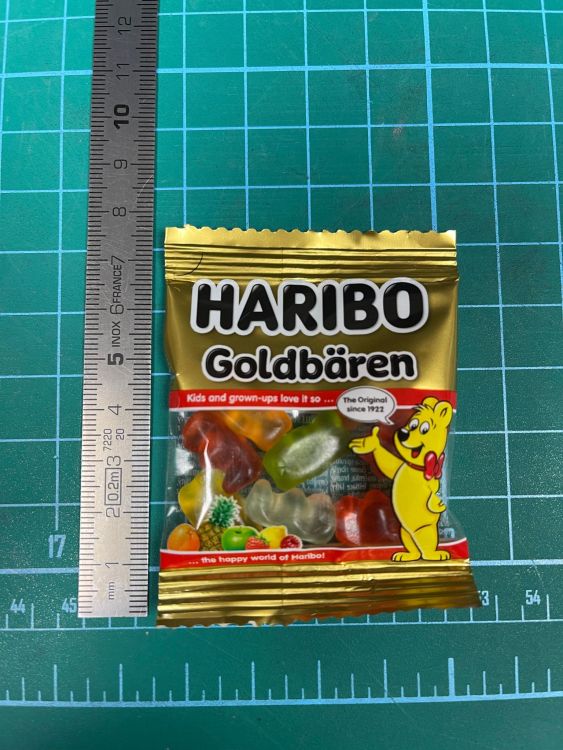 12
11
10
9
8
7
6
5
4
3
2
1
mm
INOX
FRANCE
7220
20
0.2m
HARIBO
Goldbären
Kids and grown-ups love it so ...
The Original
since 1922
... the happy world of Haribo!
17
44
45
53
54